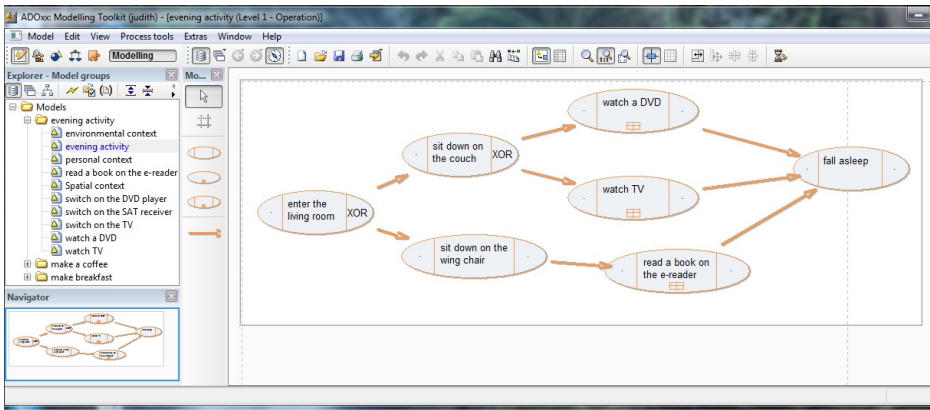 ADOxx: Modelling Toolkit (judith) - [evening activity (Level 1 - Operation)]
Model Edit View Process tools Extras Window Help
Modelling
Explorer - Model groups
Mo...
Models
evening activity
environmental context
evening activity
personal context
read a book on the e-reader
Spatial context
switch on the DVD player
switch on the SAT receiver
switch on the TV
watch a DVD
watch TV
make a coffee
make breakfast
Navigator
watch a DVD
sit down on
the couch
XOR
fall asleep
watch TV
enter the
living room
XOR
sit down on the
wing chair
read a book on
the e-reader